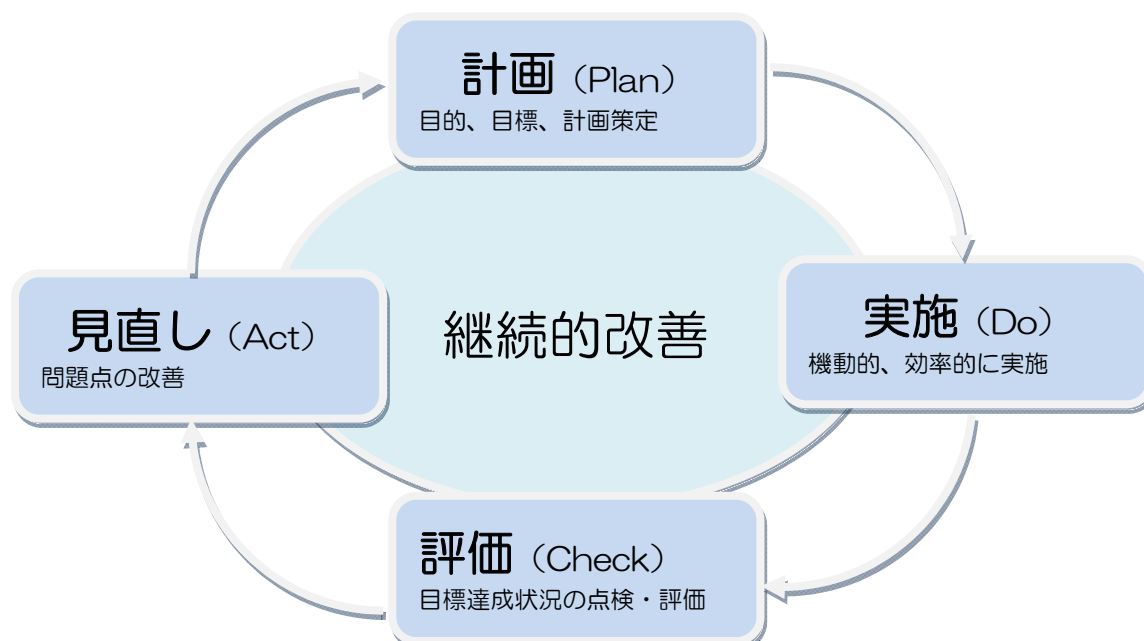 計画（Plan）
目的、目標、計画策定
実施（Do）
機動的、効率的に実施
継続的改善
見直し（Act）
問題点の改善
評価（Check）
目標達成状況の点検・評価